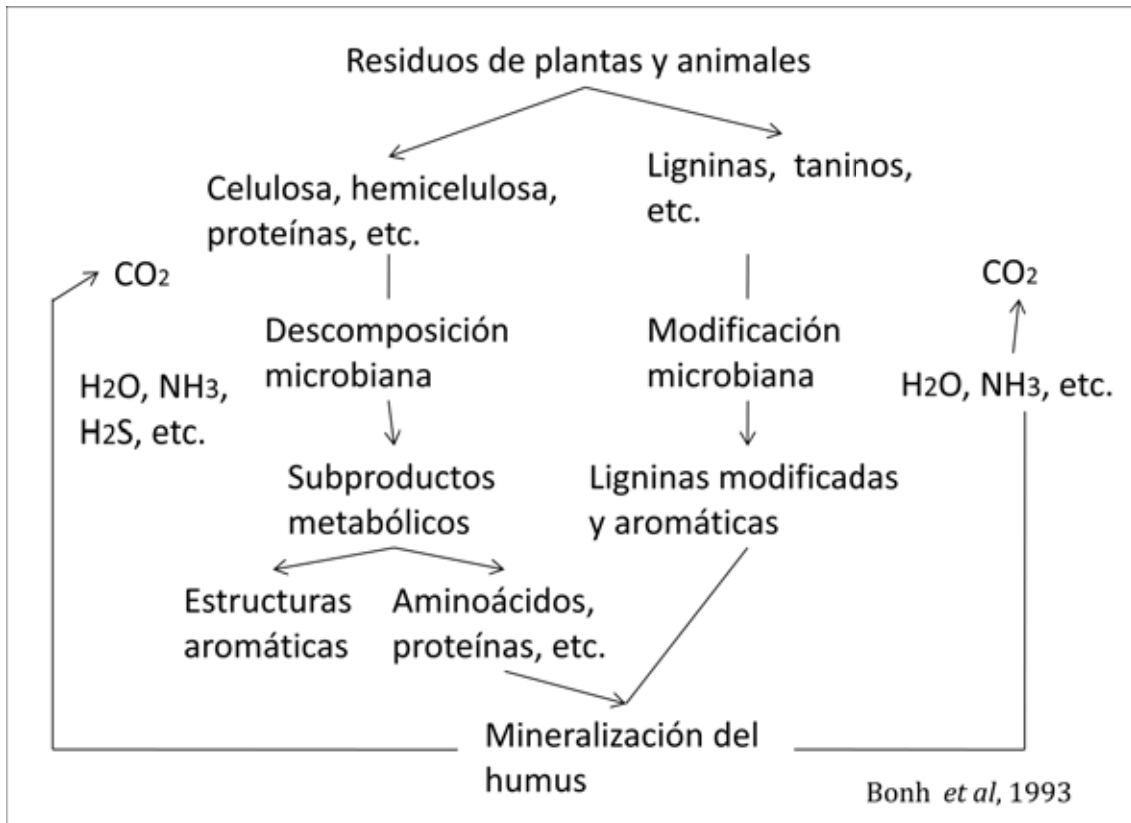 Residuos de plantas y animales
Celulosa, hemicelulosa,
proteínas, etc.
Ligninas, taninos,
etc.
CO2
CO2
Descomposición
microbiana
Modificación
microbiana
H2O, NH3,
H2S, etc.
H2O, NH3, etc.
Subproductos
metabólicos
Ligninas modificadas
y aromáticas
Estructuras
aromáticas
Aminoácidos,
proteínas, etc.
Mineralización del
humus
Bonh et al, 1993